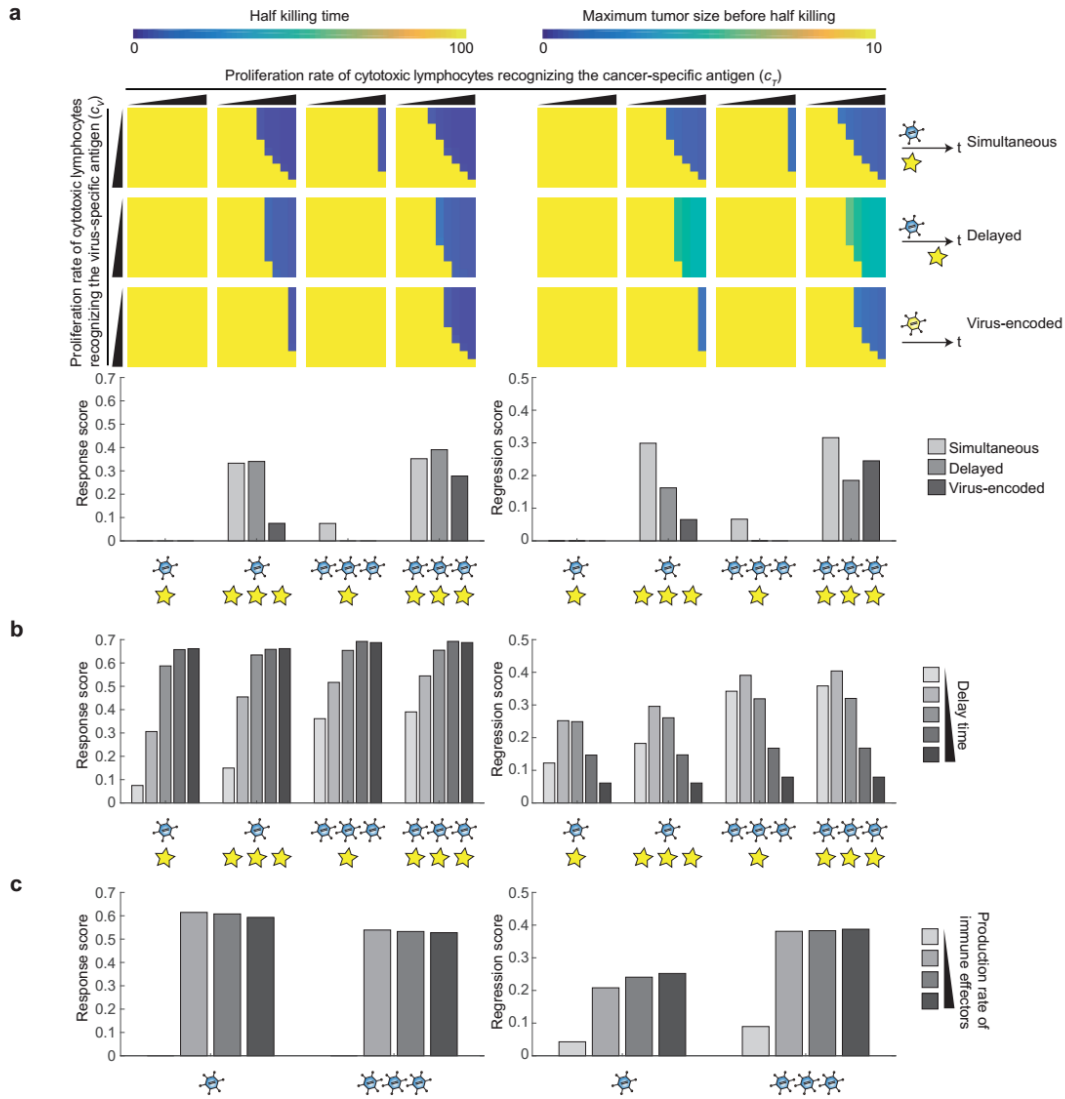 a
Half killing time
Maximum tumor size before half killing
0
100
0
10
Proliferation rate of cytotoxic lymphocytes recognizing the cancer-specific antigen (cT)
Proliferation rate of cytotoxic lymphocytes
recognizing the virus-specific antigen (cV)
t
Simultaneous
t
Delayed
t
Virus-encoded
Response score
0.7
0.6
0.5
0.4
0.3
0.2
0.1
0
Regression score
0.5
0.4
0.3
0.2
0.1
0
Simultaneous
Delayed
Virus-encoded
b
Response score
0.7
0.6
0.5
0.4
0.3
0.2
0.1
0
Regression score
0.5
0.4
0.3
0.2
0.1
0
Delay time
c
Response score
0.7
0.6
0.5
0.4
0.3
0.2
0.1
0
Regression score
0.5
0.4
0.3
0.2
0.1
0
Production rate of
immune effectors